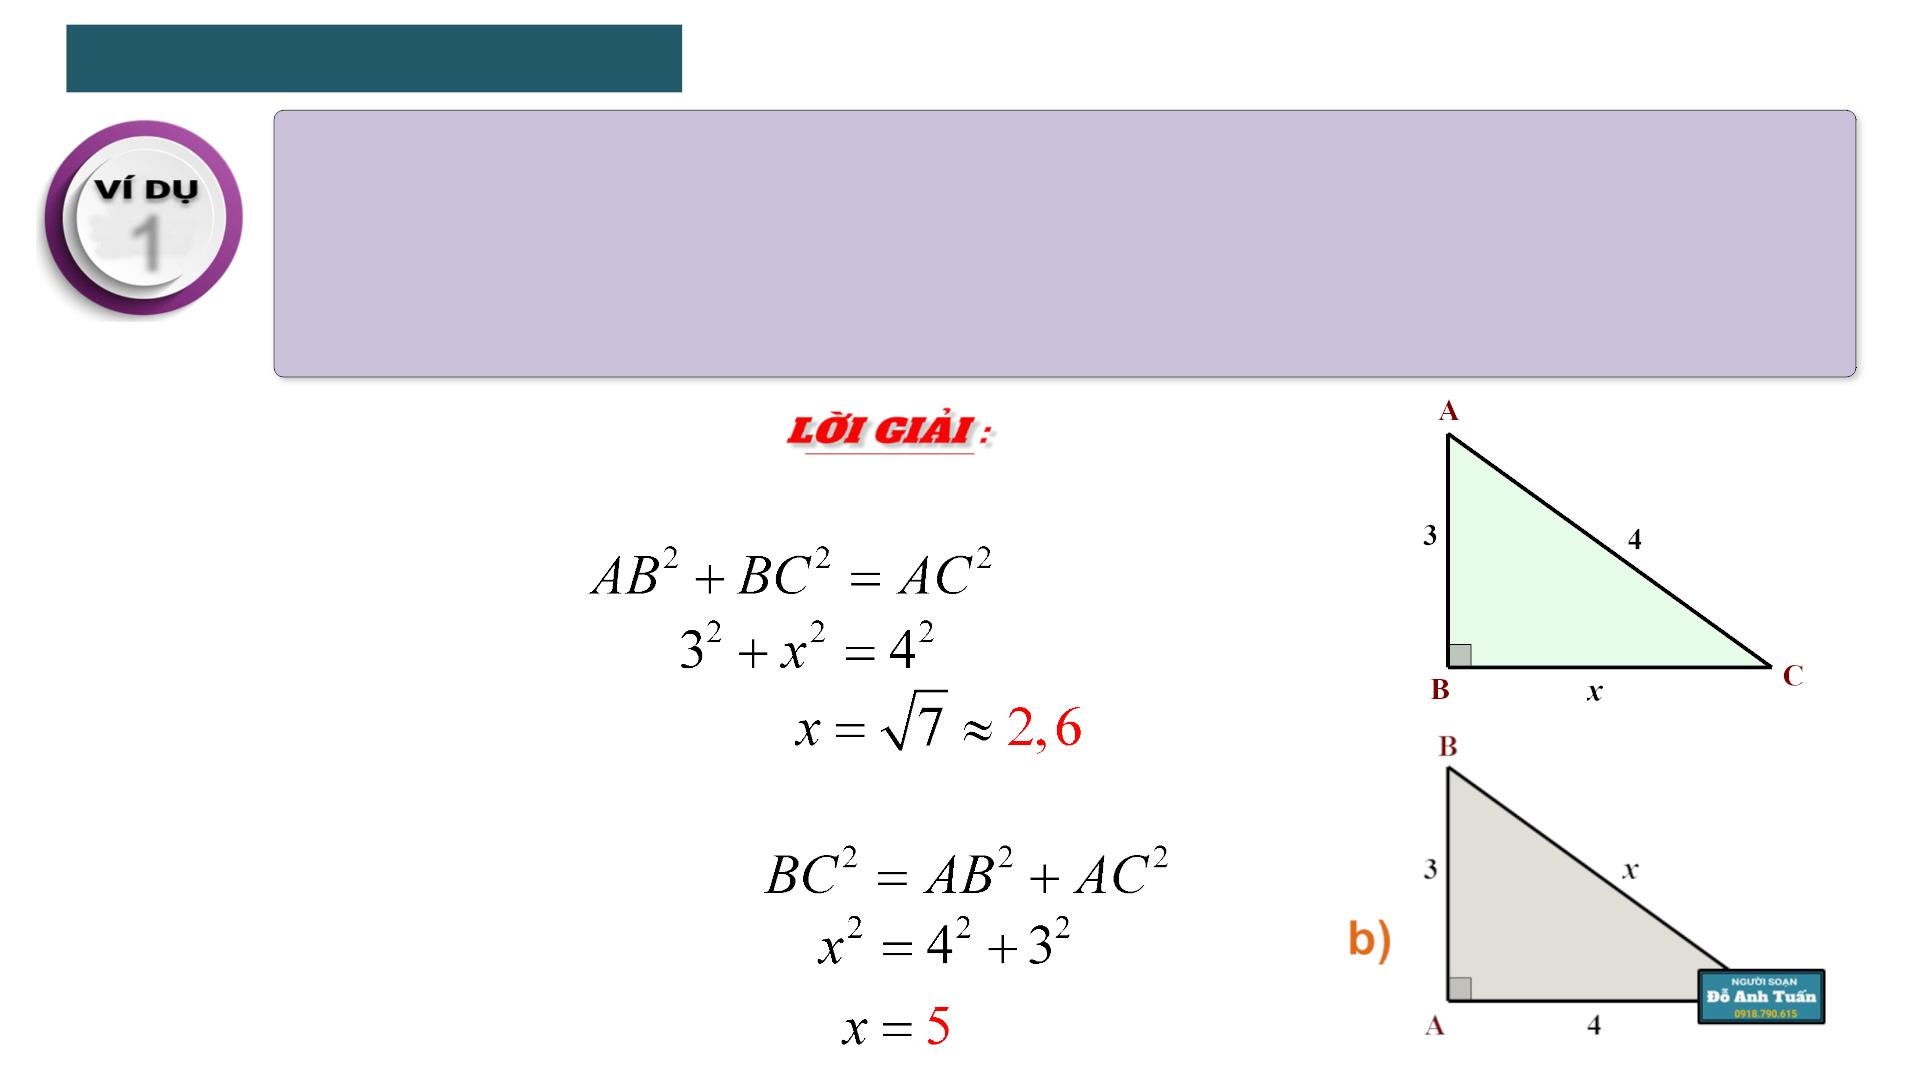 VÍ DỤ
1
LỜI GIẢI :
AB² + BC² = AC²
3² + x² = 4²
x = √7 ≈ 2,6
BC² = AB² + AC²
x² = 4² + 3²
x = 5
A
3
4
B
x
C
B
3
x
b)
A
4
NGƯỜI SOẠN
Đỗ Anh Tuấn
0918.790.615